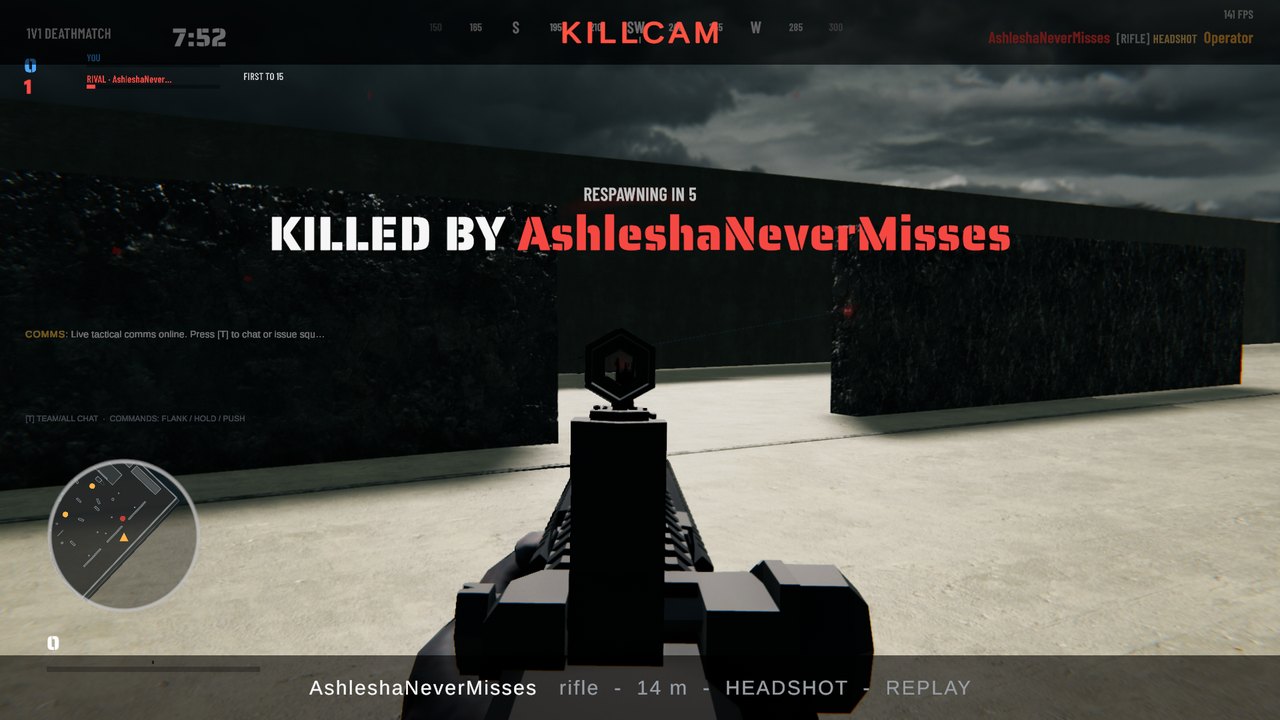 141 FPS
150 165 S 195 210 SW W 285 300
KILLCAM
1V1 DEATHMATCH 7:52
AshleshaNeverMisses [RIFLE] HEADSHOT Operator
0 YOU
1 RIVAL · AshleshaNever...
FIRST TO 15
RESPAWNING IN 5
KILLED BY AshleshaNeverMisses
COMMS: Live tactical comms online. Press [T] to chat or issue squ...
[T] TEAM/ALL CHAT · COMMANDS: FLANK / HOLD / PUSH
0
AshleshaNeverMisses rifle - 14 m - HEADSHOT - REPLAY